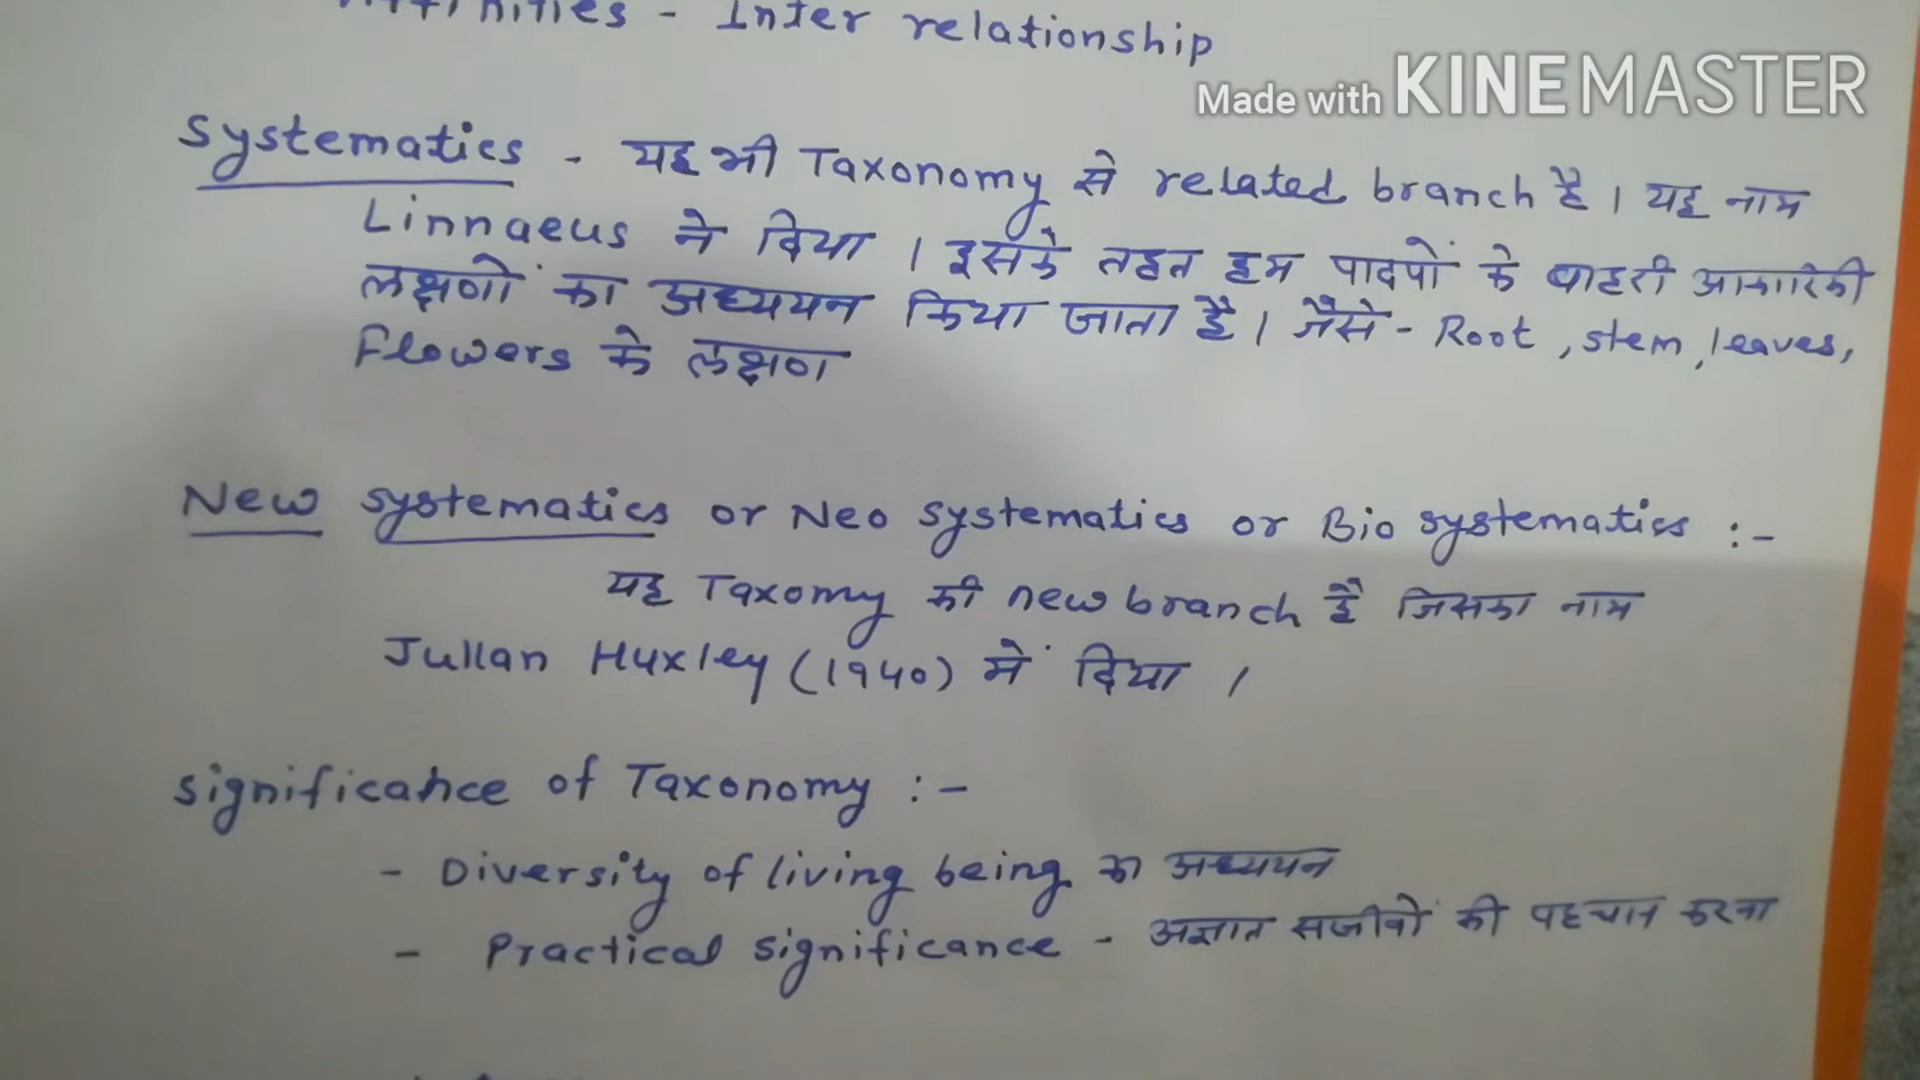 - Inter relationship
Made with KINEMASTER
Systematics - यह भी Taxonomy से related branch है। यह नाम
Linnaeus ने दिया । इसके तहत हम पादपों के बाहरी आकारिकी
लक्षणों का अध्ययन किया जाता है। जैसे - Root, stem, leaves,
Flowers के लक्षण
New systematics or Neo systematics or Bio systematics :-
यह Taxomy की new branch है जिसका नाम
Jullan Huxley (1940) में दिया ।
significance of Taxonomy :-
- Diversity of living being का अध्ययन
- Practical significance - अज्ञात सजीवों की पहचान करना